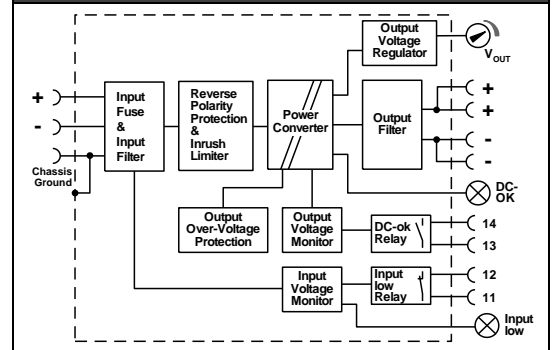 Output
Voltage
Regulator
V_OUT
+
-
Chassis
Ground
Input
Fuse
&
Input
Filter
Reverse
Polarity
Protection
&
Inrush
Limiter
Power
Converter
Output
Filter
+
+
-
-
DC-
OK
Output
Over-Voltage
Protection
Output
Voltage
Monitor
DC-ok
Relay
14
13
Input
Voltage
Monitor
Input
low
Relay
12
11
Input
low